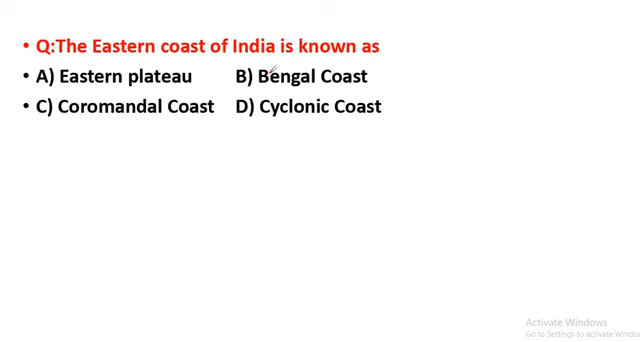 • Q:The Eastern coast of India is known as
• A) Eastern plateau B) Bengal Coast
• C) Coromandal Coast D) Cyclonic Coast
Activate Windows
Go to Settings to activate Window